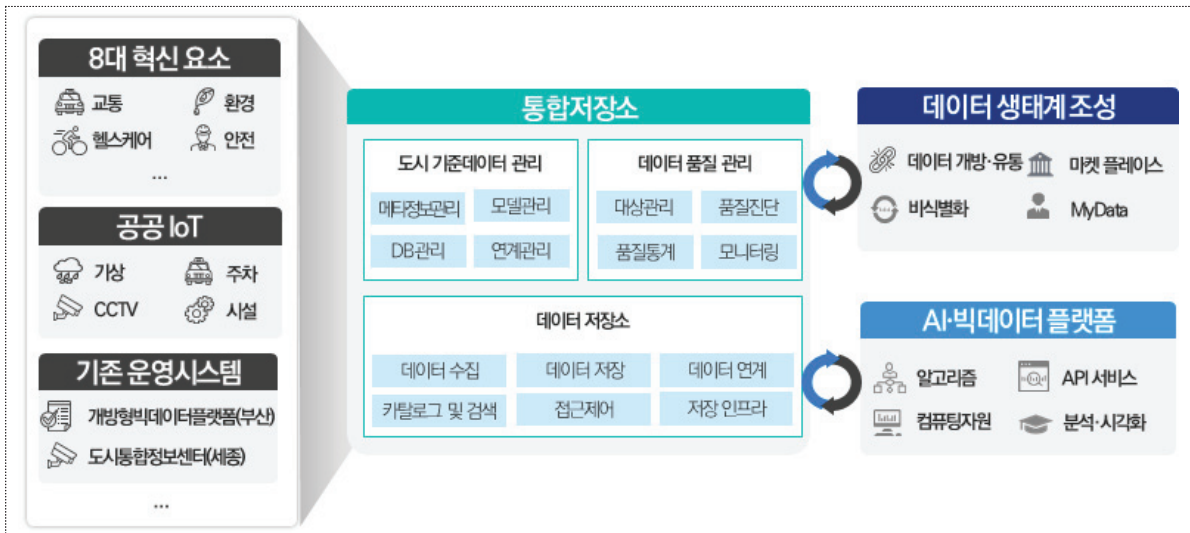 8대 혁신 요소
교통 환경
헬스케어 안전
...
공공 IoT
기상 주차
CCTV 시설
기존 운영시스템
개방형빅데이터플랫폼(부산)
도시통합정보센터(세종)
...
통합저장소
도시 기준데이터 관리
메타정보관리 모델관리
DB관리 연계관리
데이터 품질 관리
대상관리 품질진단
품질통계 모니터링
데이터 저장소
데이터 수집 데이터 저장 데이터 연계
카탈로그 및 검색 접근제어 저장 인프라
데이터 생태계 조성
데이터 개방·유통 마켓 플레이스
비식별화 MyData
AI·빅데이터 플랫폼
알고리즘 API 서비스
컴퓨팅자원 분석·시각화